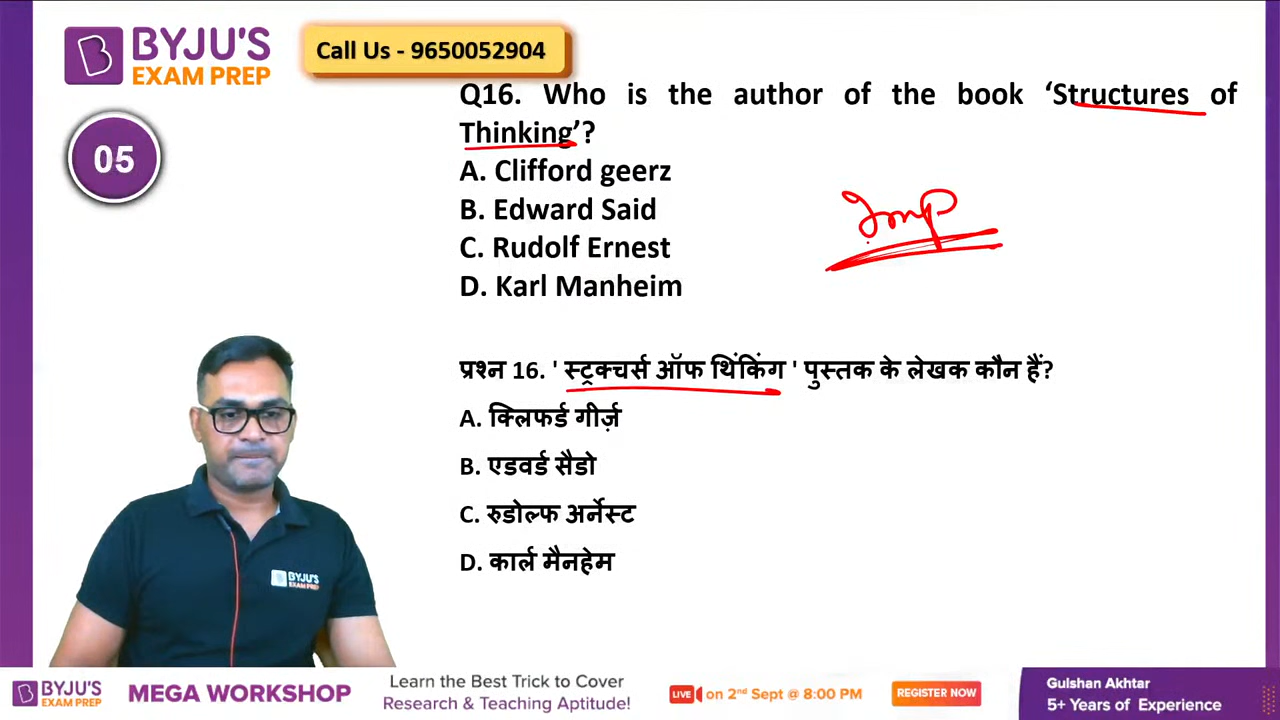 BYJU'S
EXAM PREP
Call Us - 9650052904
05
Q16. Who is the author of the book ‘Structures of
Thinking’?
A. Clifford geerz
B. Edward Said
C. Rudolf Ernest
D. Karl Manheim
Imp
प्रश्न 16. ' स्ट्रक्चर्स ऑफ थिंकिंग ' पुस्तक के लेखक कौन हैं?
A. क्लिफर्ड गीर्ज़
B. एडवर्ड सैडो
C. रुडोल्फ अर्नेस्ट
D. कार्ल मैनहेम
BYJU'S
EXAM PREP
BYJU'S
EXAM PREP
MEGA WORKSHOP
Learn the Best Trick to Cover
Research & Teaching Aptitude!
LIVE on 2nd Sept @ 8:00 PM
REGISTER NOW
Gulshan Akhtar
5+ Years of Experience